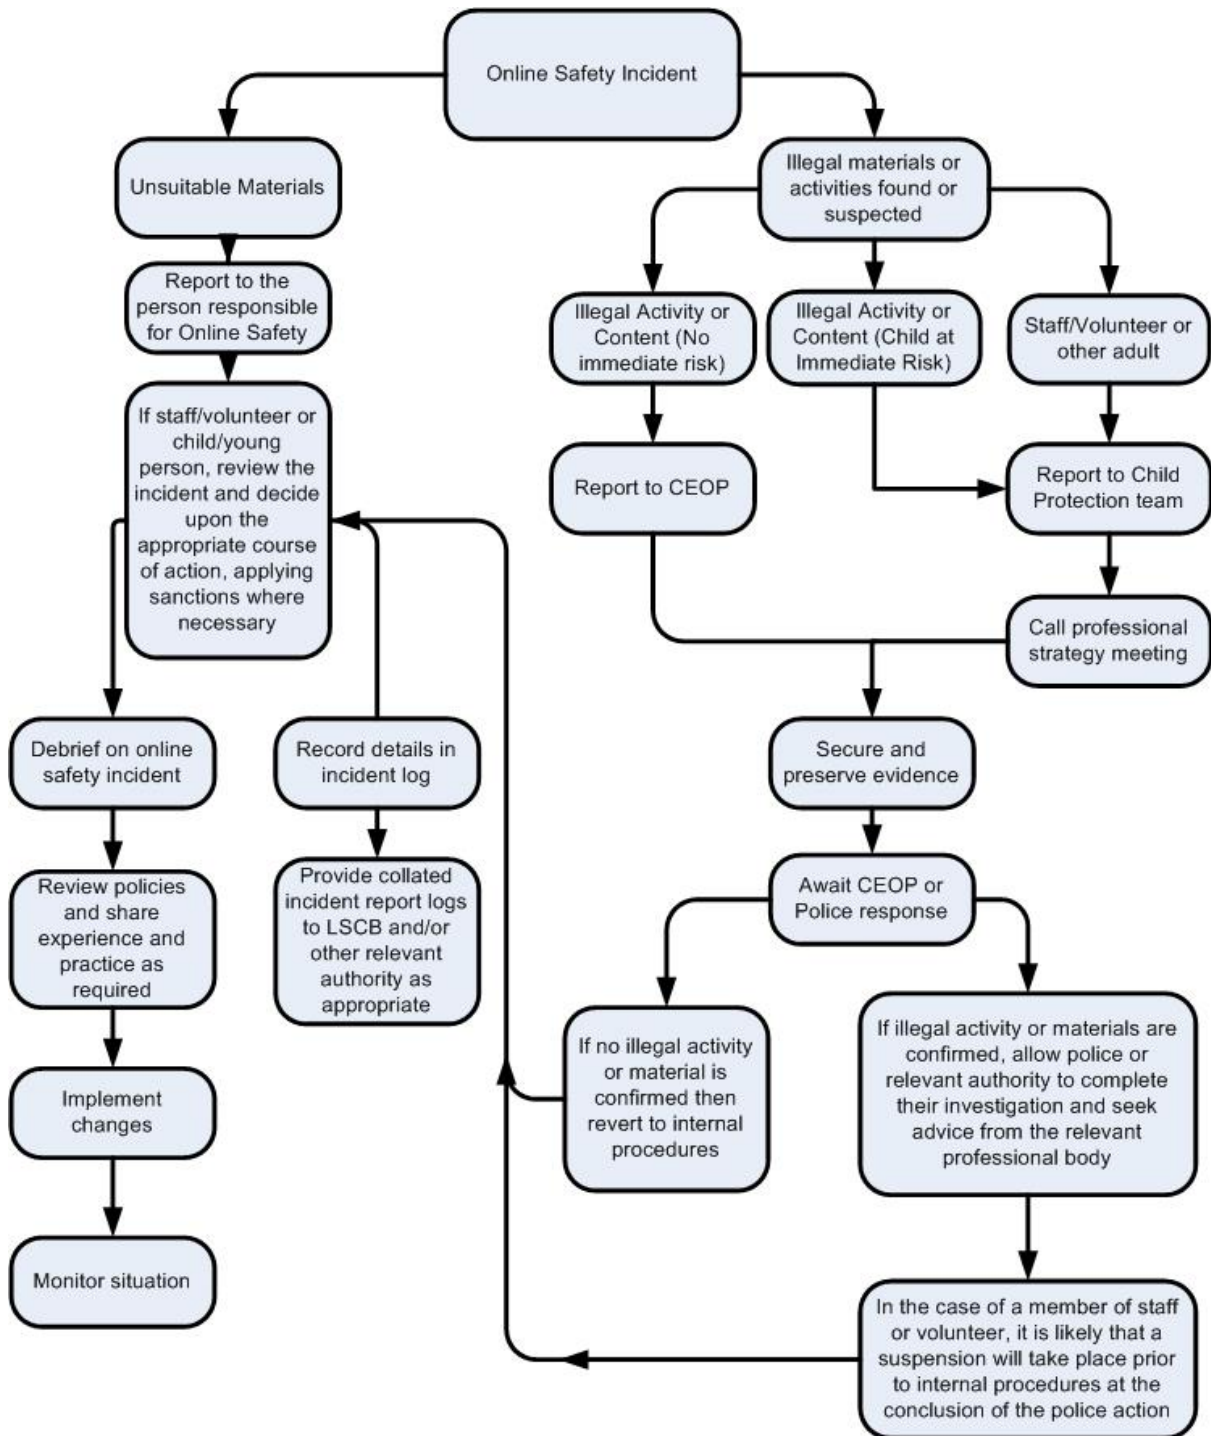 Online Safety Incident
Unsuitable Materials
Report to the
person responsible
for Online Safety
If staff/volunteer or
child/young
person, review the
incident and decide
upon the
appropriate course
of action, applying
sanctions where
necessary
Debrief on online
safety incident
Review policies
and share
experience and
practice as
required
Implement
changes
Monitor situation
Record details in
incident log
Provide collated
incident report logs
to LSCB and/or
other relevant
authority as
appropriate
Illegal materials or
activities found or
suspected
Illegal Activity or
Content (No
immediate risk)
Illegal Activity or
Content (Child at
Immediate Risk)
Staff/Volunteer or
other adult
Report to CEOP
Report to Child
Protection team
Call professional
strategy meeting
Secure and
preserve evidence
Await CEOP or
Police response
If no illegal activity
or material is
confirmed then
revert to internal
procedures
If illegal activity or materials are
confirmed, allow police or
relevant authority to complete
their investigation and seek
advice from the relevant
professional body
In the case of a member of staff
or volunteer, it is likely that a
suspension will take place prior
to internal procedures at the
conclusion of the police action